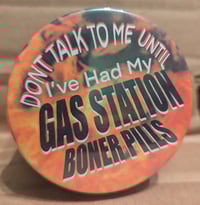 DON'T TALK TO ME UNTIL
I've Had My
GAS STATION
BONER PILLS